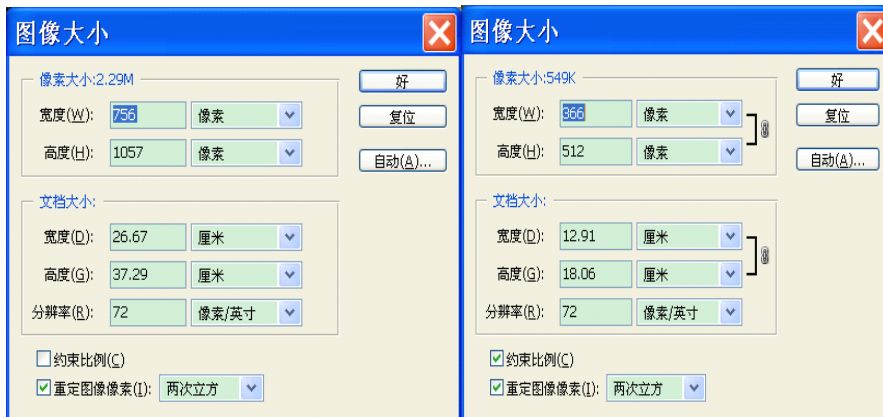 图像大小
像素大小:2.29M
宽度(W): 756 像素
高度(H): 1057 像素
文档大小:
宽度(D): 26.67 厘米
高度(G): 37.29 厘米
分辨率(R): 72 像素/英寸
约束比例(C)
重定图像像素(I): 两次立方
好
复位
自动(A)...
图像大小
像素大小:549K
宽度(W): 366 像素
高度(H): 512 像素
文档大小:
宽度(D): 12.91 厘米
高度(G): 18.06 厘米
分辨率(R): 72 像素/英寸
约束比例(C)
重定图像像素(I): 两次立方
好
复位
自动(A)...